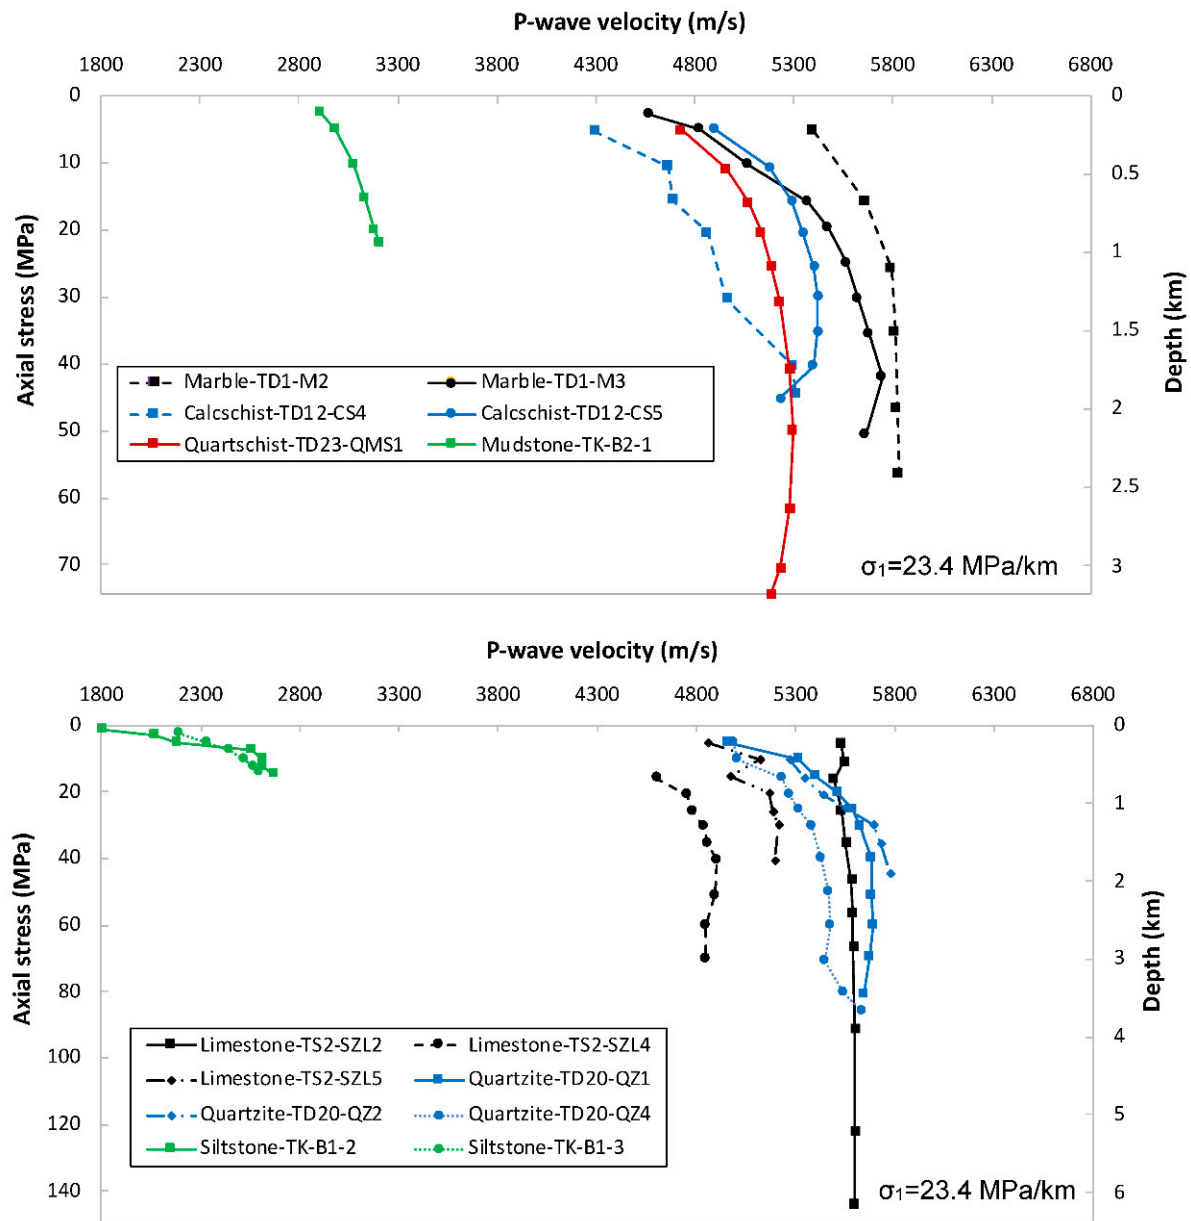 P-wave velocity (m/s)
1800 2300 2800 3300 3800 4300 4800 5300 5800 6300 6800
0 0
10 0.5
20 1
30 1.5
40 2
50 2.5
60 3
70
Axial stress (MPa)
Depth (km)
Marble-TD1-M2 Marble-TD1-M3
Calcschist-TD12-CS4 Calcschist-TD12-CS5
Quartschist-TD23-QMS1 Mudstone-TK-B2-1
σ₁=23.4 MPa/km
P-wave velocity (m/s)
1800 2300 2800 3300 3800 4300 4800 5300 5800 6300 6800
0 0
20 1
40 2
60 3
80 4
100 5
120 6
140
Axial stress (MPa)
Depth (km)
Limestone-TS2-SZL2 Limestone-TS2-SZL4
Limestone-TS2-SZL5 Quartzite-TD20-QZ1
Quartzite-TD20-QZ2 Quartzite-TD20-QZ4
Siltstone-TK-B1-2 Siltstone-TK-B1-3
σ₁=23.4 MPa/km